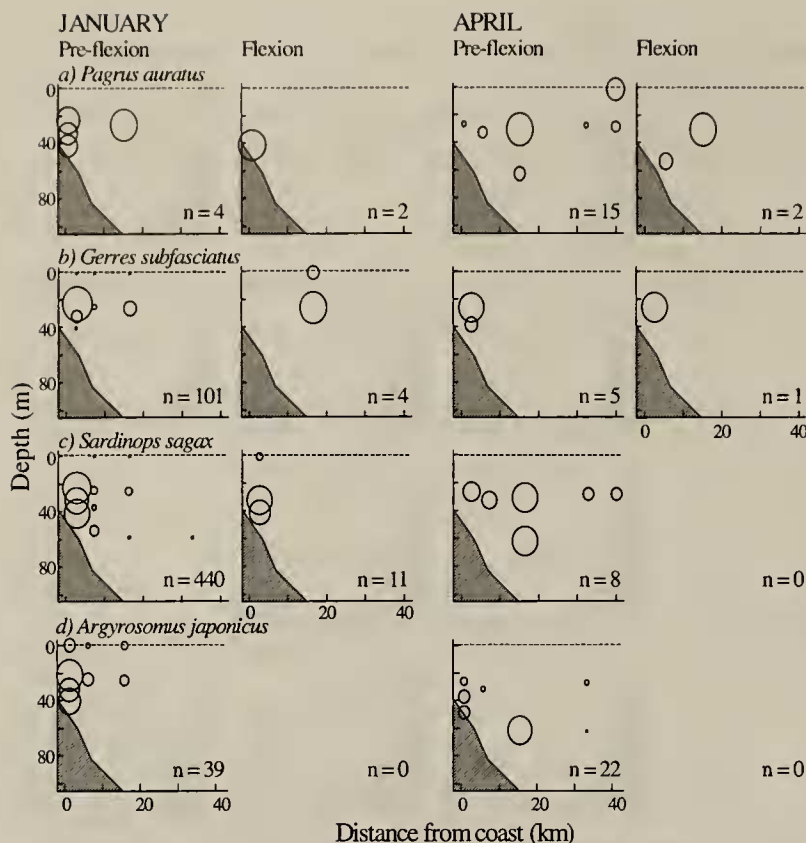 JANUARY APRIL
Pre-flexion Flexion Pre-flexion Flexion
a) Pagrus auratus
0
40
80
n = 4 n = 2 n = 15 n = 2
b) Gerres subfasciatus
0
40
80
n = 101 n = 4 n = 5 n = 1
0 20 40
c) Sardinops sagax
0
40
80
n = 440 n = 11 n = 8 n = 0
0 20 40
d) Argyrosomus japonicus
0
40
80
n = 39 n = 0 n = 22 n = 0
0 20 40 0 20 40
Depth (m)
Distance from coast (km)